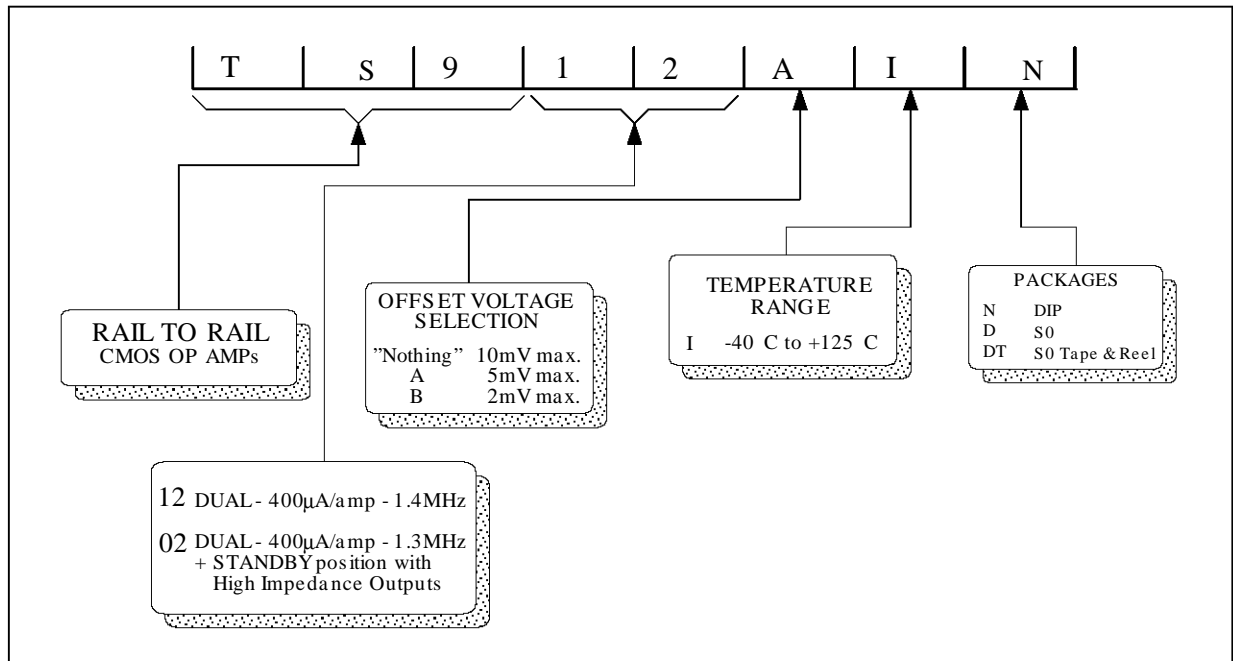 T S 9 1 2 A I N
RAIL TO RAIL
CMOS OP AMPs
12 DUAL - 400µA/amp - 1.4MHz
02 DUAL - 400µA/amp - 1.3MHz
+ STANDBY position with
High Impedance Outputs
OFFSET VOLTAGE
SELECTION
"Nothing" 10mV max.
A 5mV max.
B 2mV max.
TEMPERATURE
RANGE
I -40 C to +125 C
PACKAGES
N DIP
D S0
DT S0 Tape & Reel